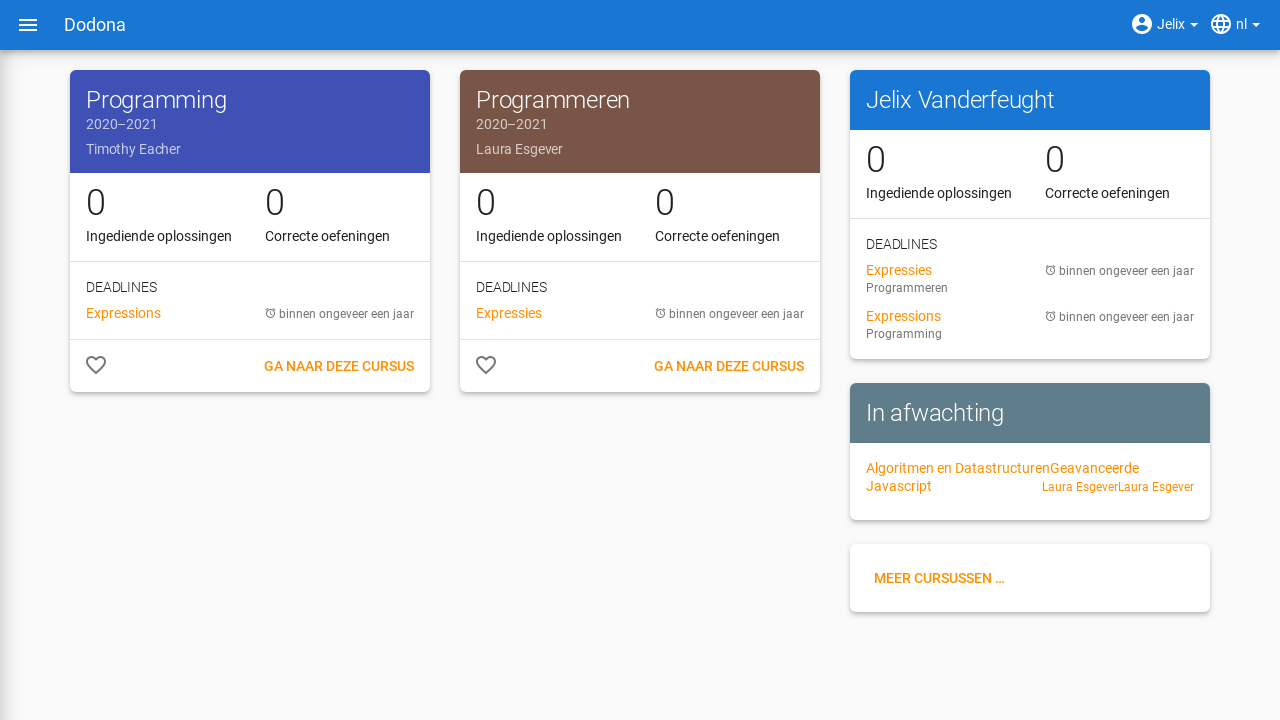 Dodona
Jelix
nl
Programming
2020–2021
Timothy Eacher
0
Ingediende oplossingen
0
Correcte oefeningen
DEADLINES
Expressions
binnen ongeveer een jaar
GA NAAR DEZE CURSUS
Programmeren
2020–2021
Laura Esgever
0
Ingediende oplossingen
0
Correcte oefeningen
DEADLINES
Expressies
binnen ongeveer een jaar
GA NAAR DEZE CURSUS
Jelix Vanderfeught
0
Ingediende oplossingen
0
Correcte oefeningen
DEADLINES
Expressies
binnen ongeveer een jaar
Programmeren
Expressions
binnen ongeveer een jaar
Programming
In afwachting
Algoritmen en DatastructurenGeavanceerde
Javascript
Laura EsgeverLaura Esgever
MEER CURSUSSEN ...